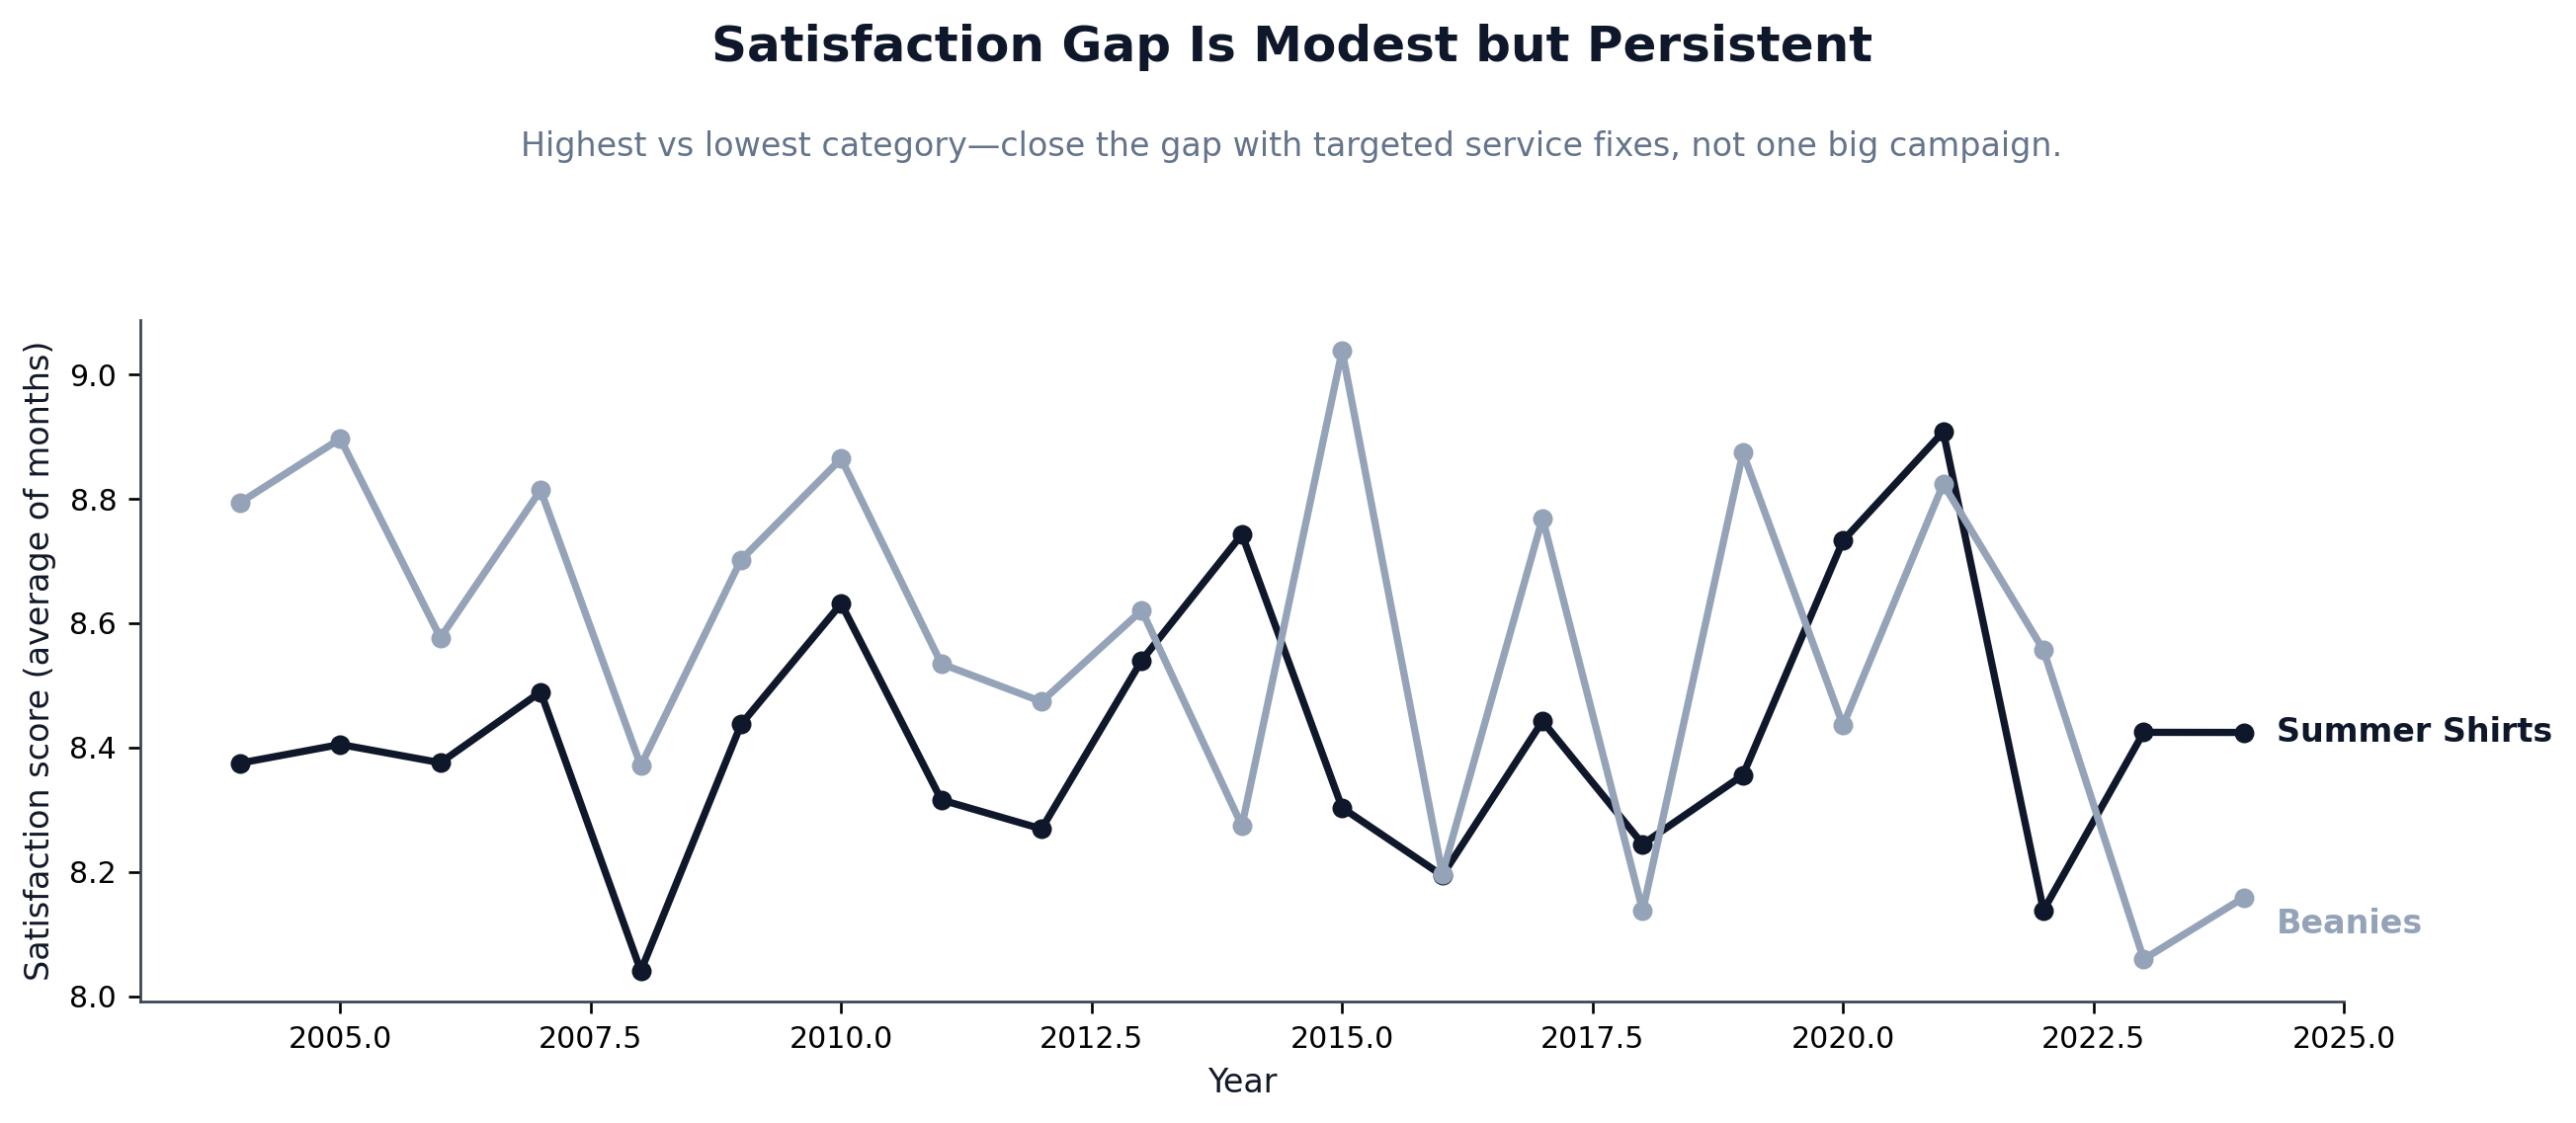 Satisfaction Gap Is Modest but Persistent
Highest vs lowest category—close the gap with targeted service fixes, not one big campaign.
Satisfaction score (average of months)
9.0
8.8
8.6
8.4
8.2
8.0
Summer Shirts
Beanies
2005.0 2007.5 2010.0 2012.5 2015.0 2017.5 2020.0 2022.5 2025.0
Year